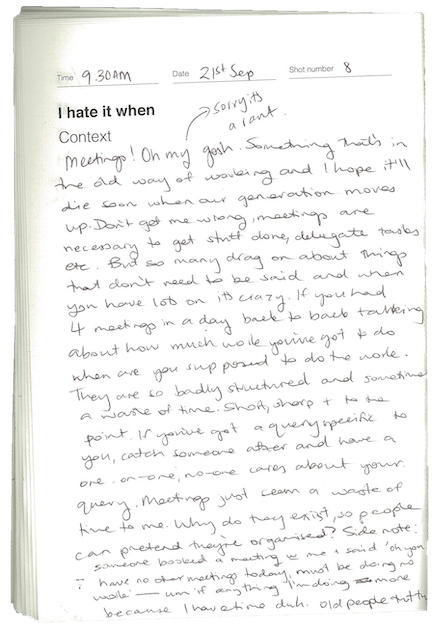 Time 9.30AM Date 21st Sep Shot number 8
I hate it when
sorry its
a rant.
Context
Meetings! Oh my gosh. Something that's in
the old way of working and I hope it'll
die soon when our generation moves
up. Don't get me wrong, meetings are
necessary to get stuff done, delegate tasks
etc. But so many drag on about things
that don't need to be said and when
you have lots on its crazy. If you had
4 meetings in a day back to back talking
about how much work you've got to do
when are you supposed to do the work.
They are so badly structured and sometimes
a waste of time. Short, sharp + to the
point. If you've got a query specific to
you, catch someone after and have a
one-on-one, no-one cares about your
query. Meetings just seem a waste of
time to me. Why do they exist, so people
can pretend they're organised? Side note:
someone booked a meeting w me + said 'oh you
have no other meetings today, must be doing no
work' — um if anything I'm doing more
because I have time duh. Old people